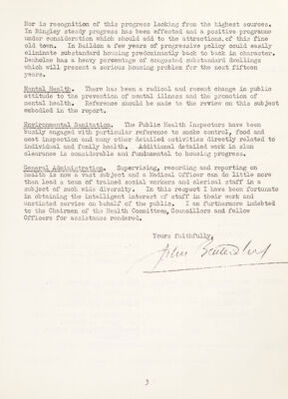 Nor is recognition of this progress lacking from the highest sources.
In Bingley steady progress has been effected and a positive programme
under consideration which should add to the attractions of this fine
old town. In Baildon a few years of progressive policy could easily
eliminate substandard housing predominantly back to back in character.
Denholme has a heavy percentage of congested substandard dwellings
which will present a serious housing problem for the next fifteen
years.
Mental Health. There has been a radical and recent change in public
attitude to the prevention of mental illness and the promotion of
mental health. Reference should be made to the review on this subject
embodied in the report.
Environmental Sanitation. The Public Health Inspectors have been
busily engaged with particular reference to smoke control, food and
meat inspection and many other detailed activities directly related to
individual and family health. Additional detailed work in slum
clearance is considerable and fundamental to housing progress.
General Administration. Supervising, recording and reporting on
health is now a vast subject and a Medical Officer can do little more
than lead a team of trained social workers and clerical staff in a
subject of such wide diversity. In this respect I have been fortunate
in obtaining the intelligent interest of staff in their work and
unstinted service on behalf of the public. I am furthermore indebted
to the Chairmen of the Health Committees, Councillors and fellow
Officers for assistance rendered.
Yours faithfully,
John
3